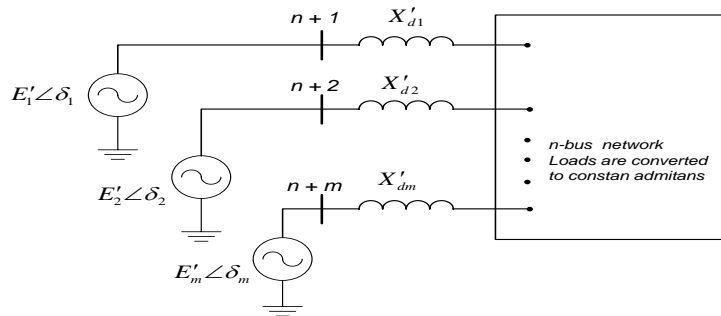 n + 1
X'd1
E'1∠δ1
n + 2
X'd2
E'2∠δ2
n + m
X'dm
E'm∠δm
n-bus network
Loads are converted
to constan admitans